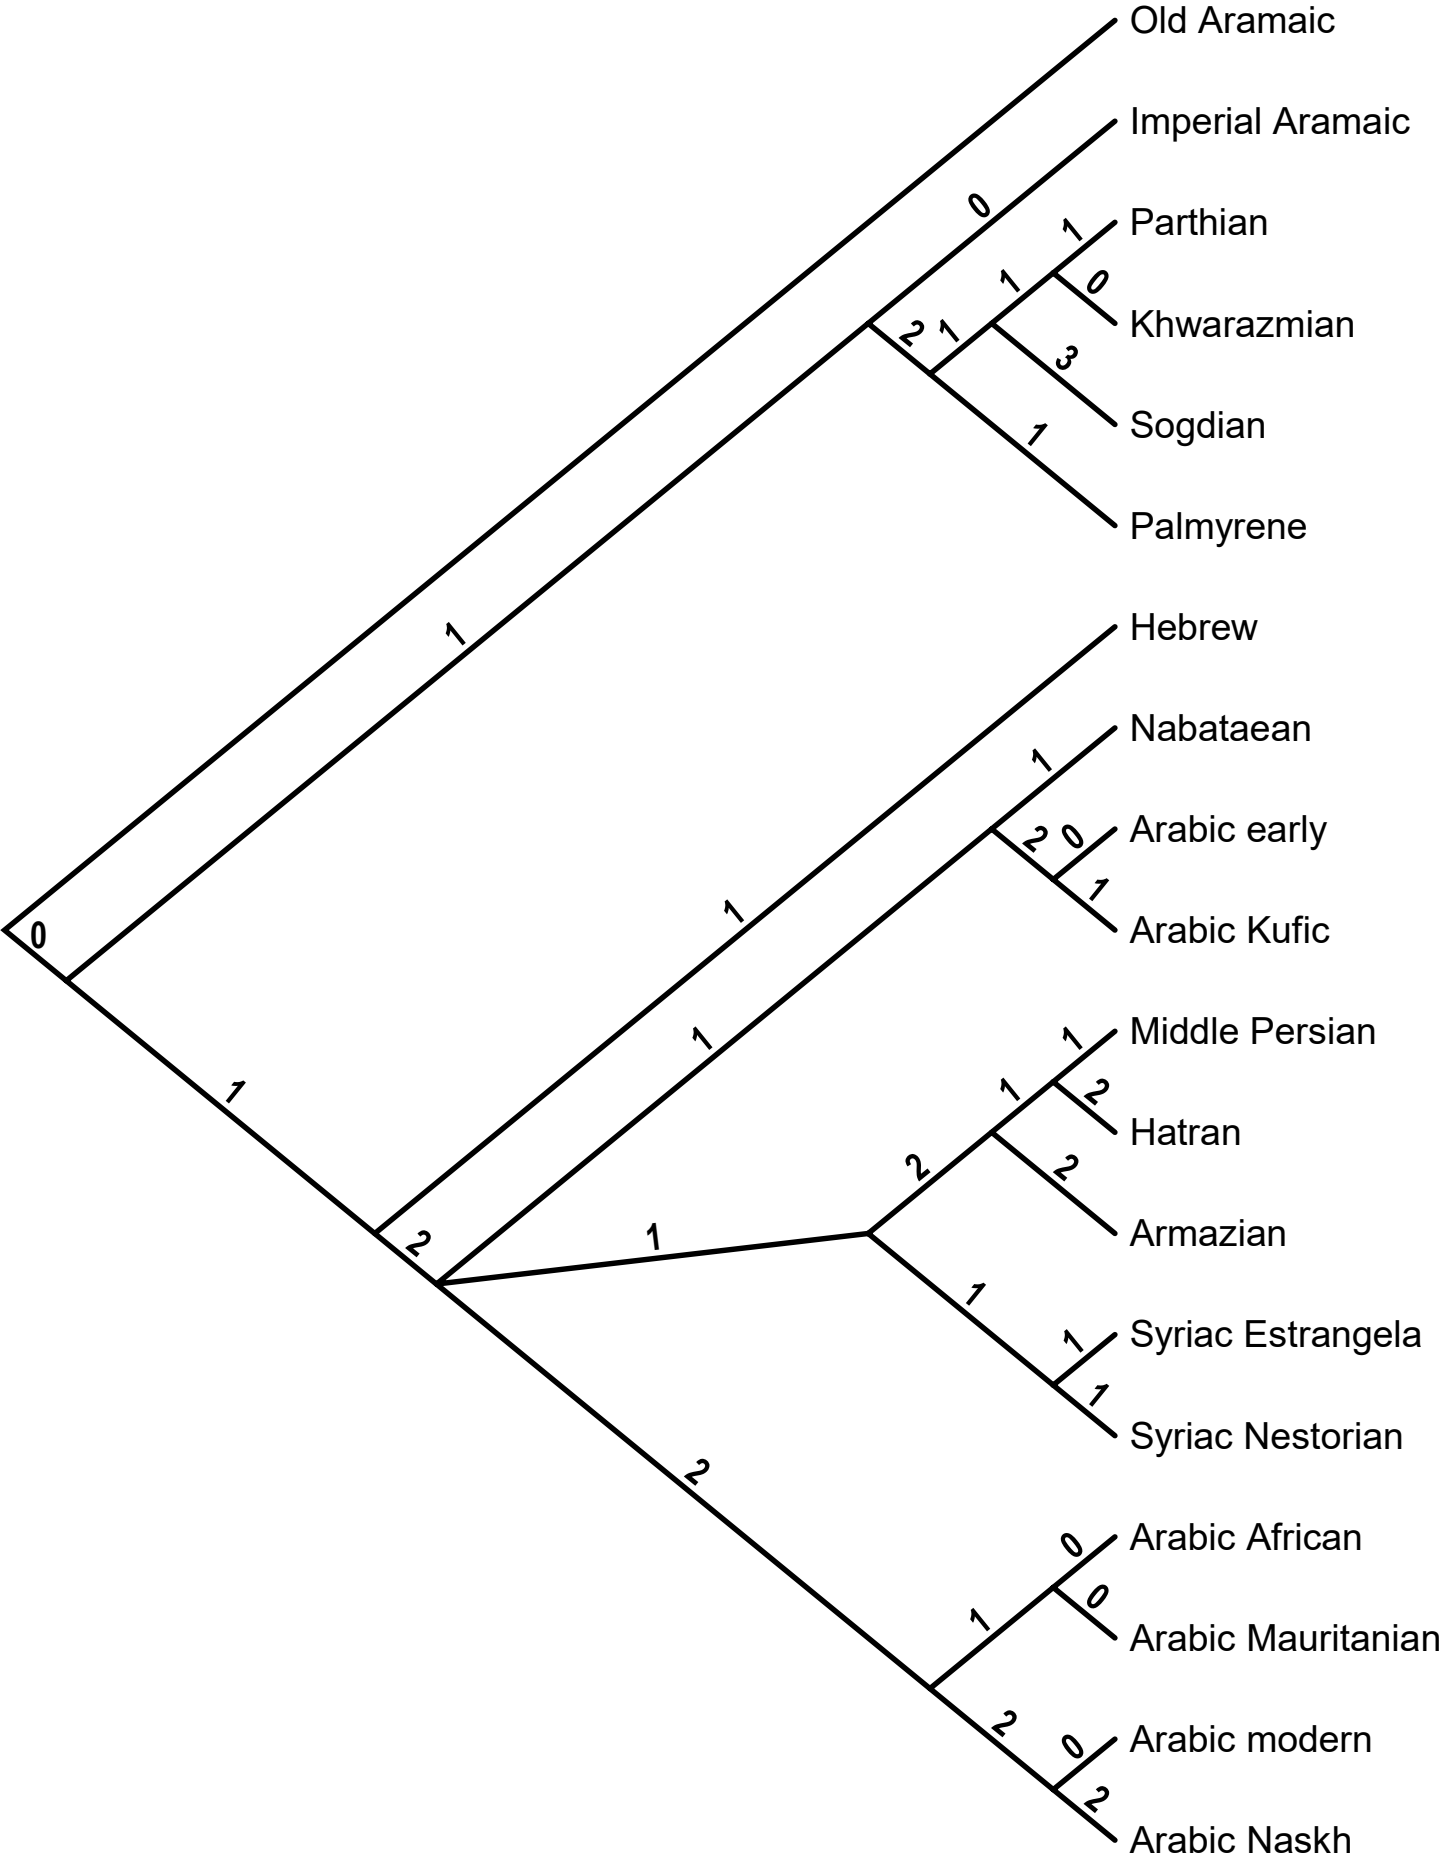 Old Aramaic
Imperial Aramaic
0
Parthian
1
1
0
Khwarazmian
2
1
3
Sogdian
1
Palmyrene
Hebrew
1
Nabataean
1
Arabic early
2
0
1
1
Arabic Kufic
0
Middle Persian
1
1
1
2
1
Hatran
2
2
Armazian
2
1
1
Syriac Estrangela
1
1
Syriac Nestorian
2
Arabic African
0
0
1
Arabic Mauritanian
2
Arabic modern
0
2
Arabic Naskh